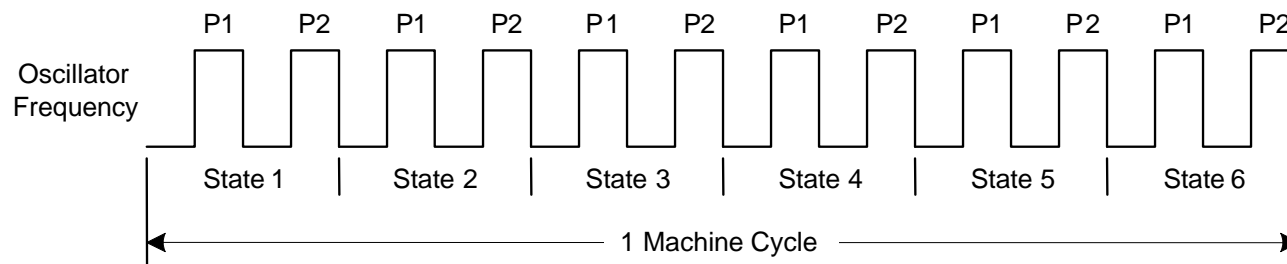 P1 P2 P1 P2 P1 P2 P1 P2 P1 P2 P1 P2
Oscillator
Frequency
State 1 State 2 State 3 State 4 State 5 State 6
1 Machine Cycle